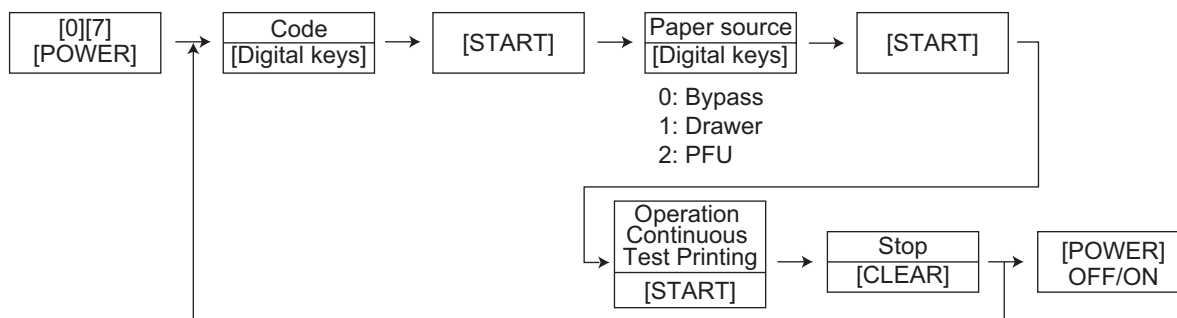 [0][7]
[POWER]
Code
[Digital keys]
[START]
Paper source
[Digital keys]
[START]
0: Bypass
1: Drawer
2: PFU
Operation
Continuous
Test Printing
[START]
Stop
[CLEAR]
[POWER]
OFF/ON